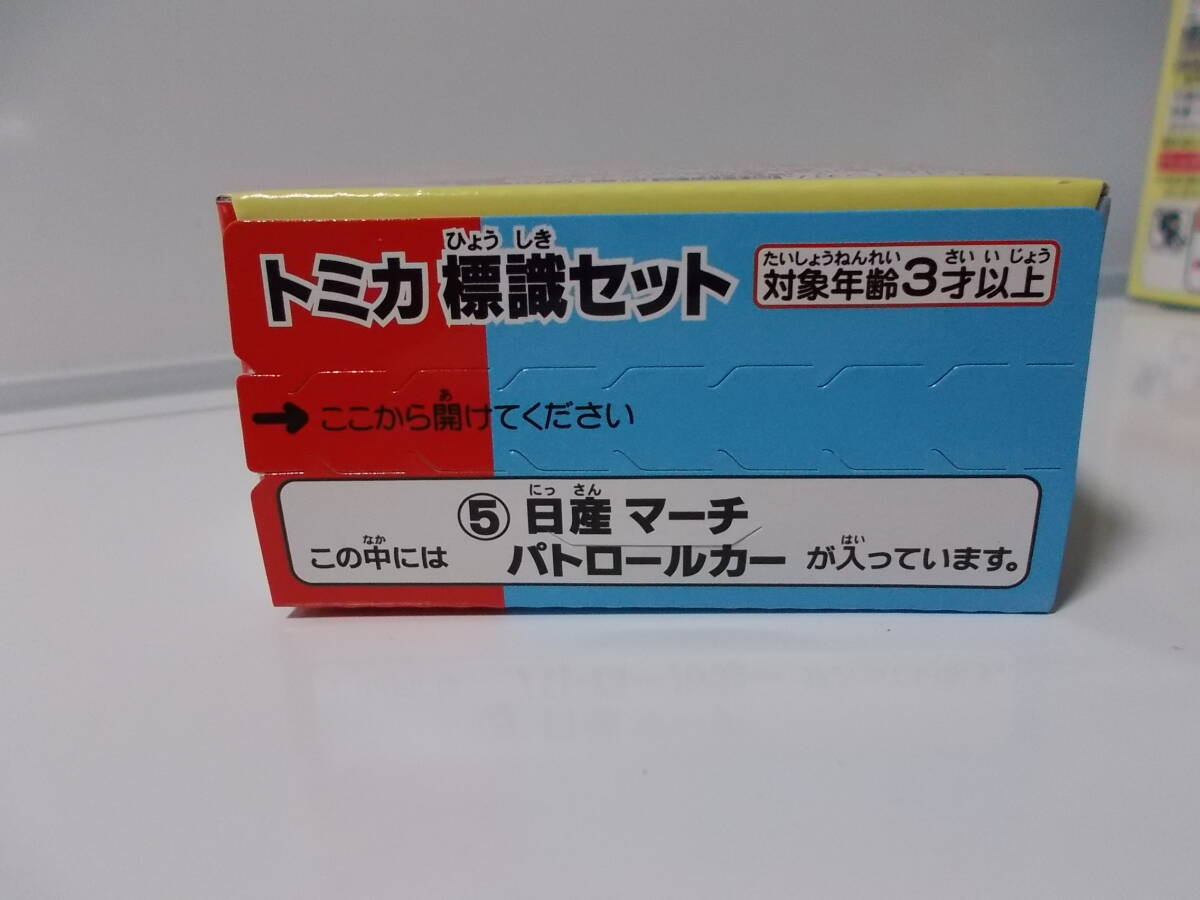 ひょう しき
トミカ 標識セット
たいしょうねんれい さい い じょう
対象年齢3才以上
あ
→ ここから開けてください
にっ さん
⑤ 日産 マーチ
なか はい
この中には パトロールカー が入っています。